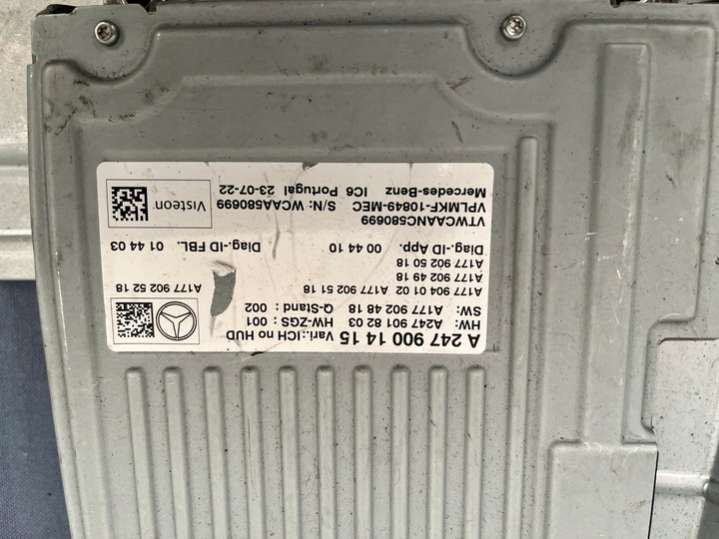 A 247 900 14 15 Vari.:ICH no HUD
HW: A247 901 82 03 HW-ZGS : 001
SW: A177 902 48 18 Q-Stand : 002
A177 904 01 02 A177 902 51 18 A177 902 52 18
A177 902 49 18
A177 902 50 18
Diag.-ID App. 00 44 10 Diag.-ID FBL. 01 44 03
VTWCAANC580699
VPLMKF-10849-MEC S/N: WCAA580699
Mercedes-Benz IC6 Portugal 23-07-22
Visteon